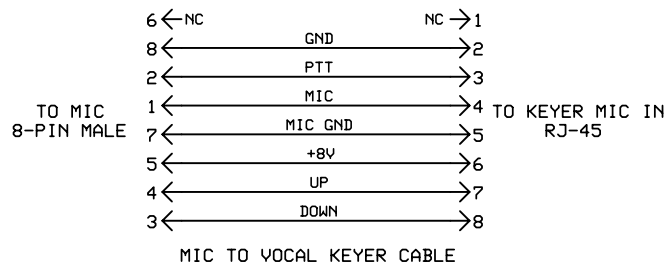 6 NC NC 1
8 GND 2
2 PTT 3
1 MIC 4
7 MIC GND 5
5 +8V 6
4 UP 7
3 DOWN 8
TO MIC
8-PIN MALE
TO KEYER MIC IN
RJ-45
MIC TO VOCAL KEYER CABLE